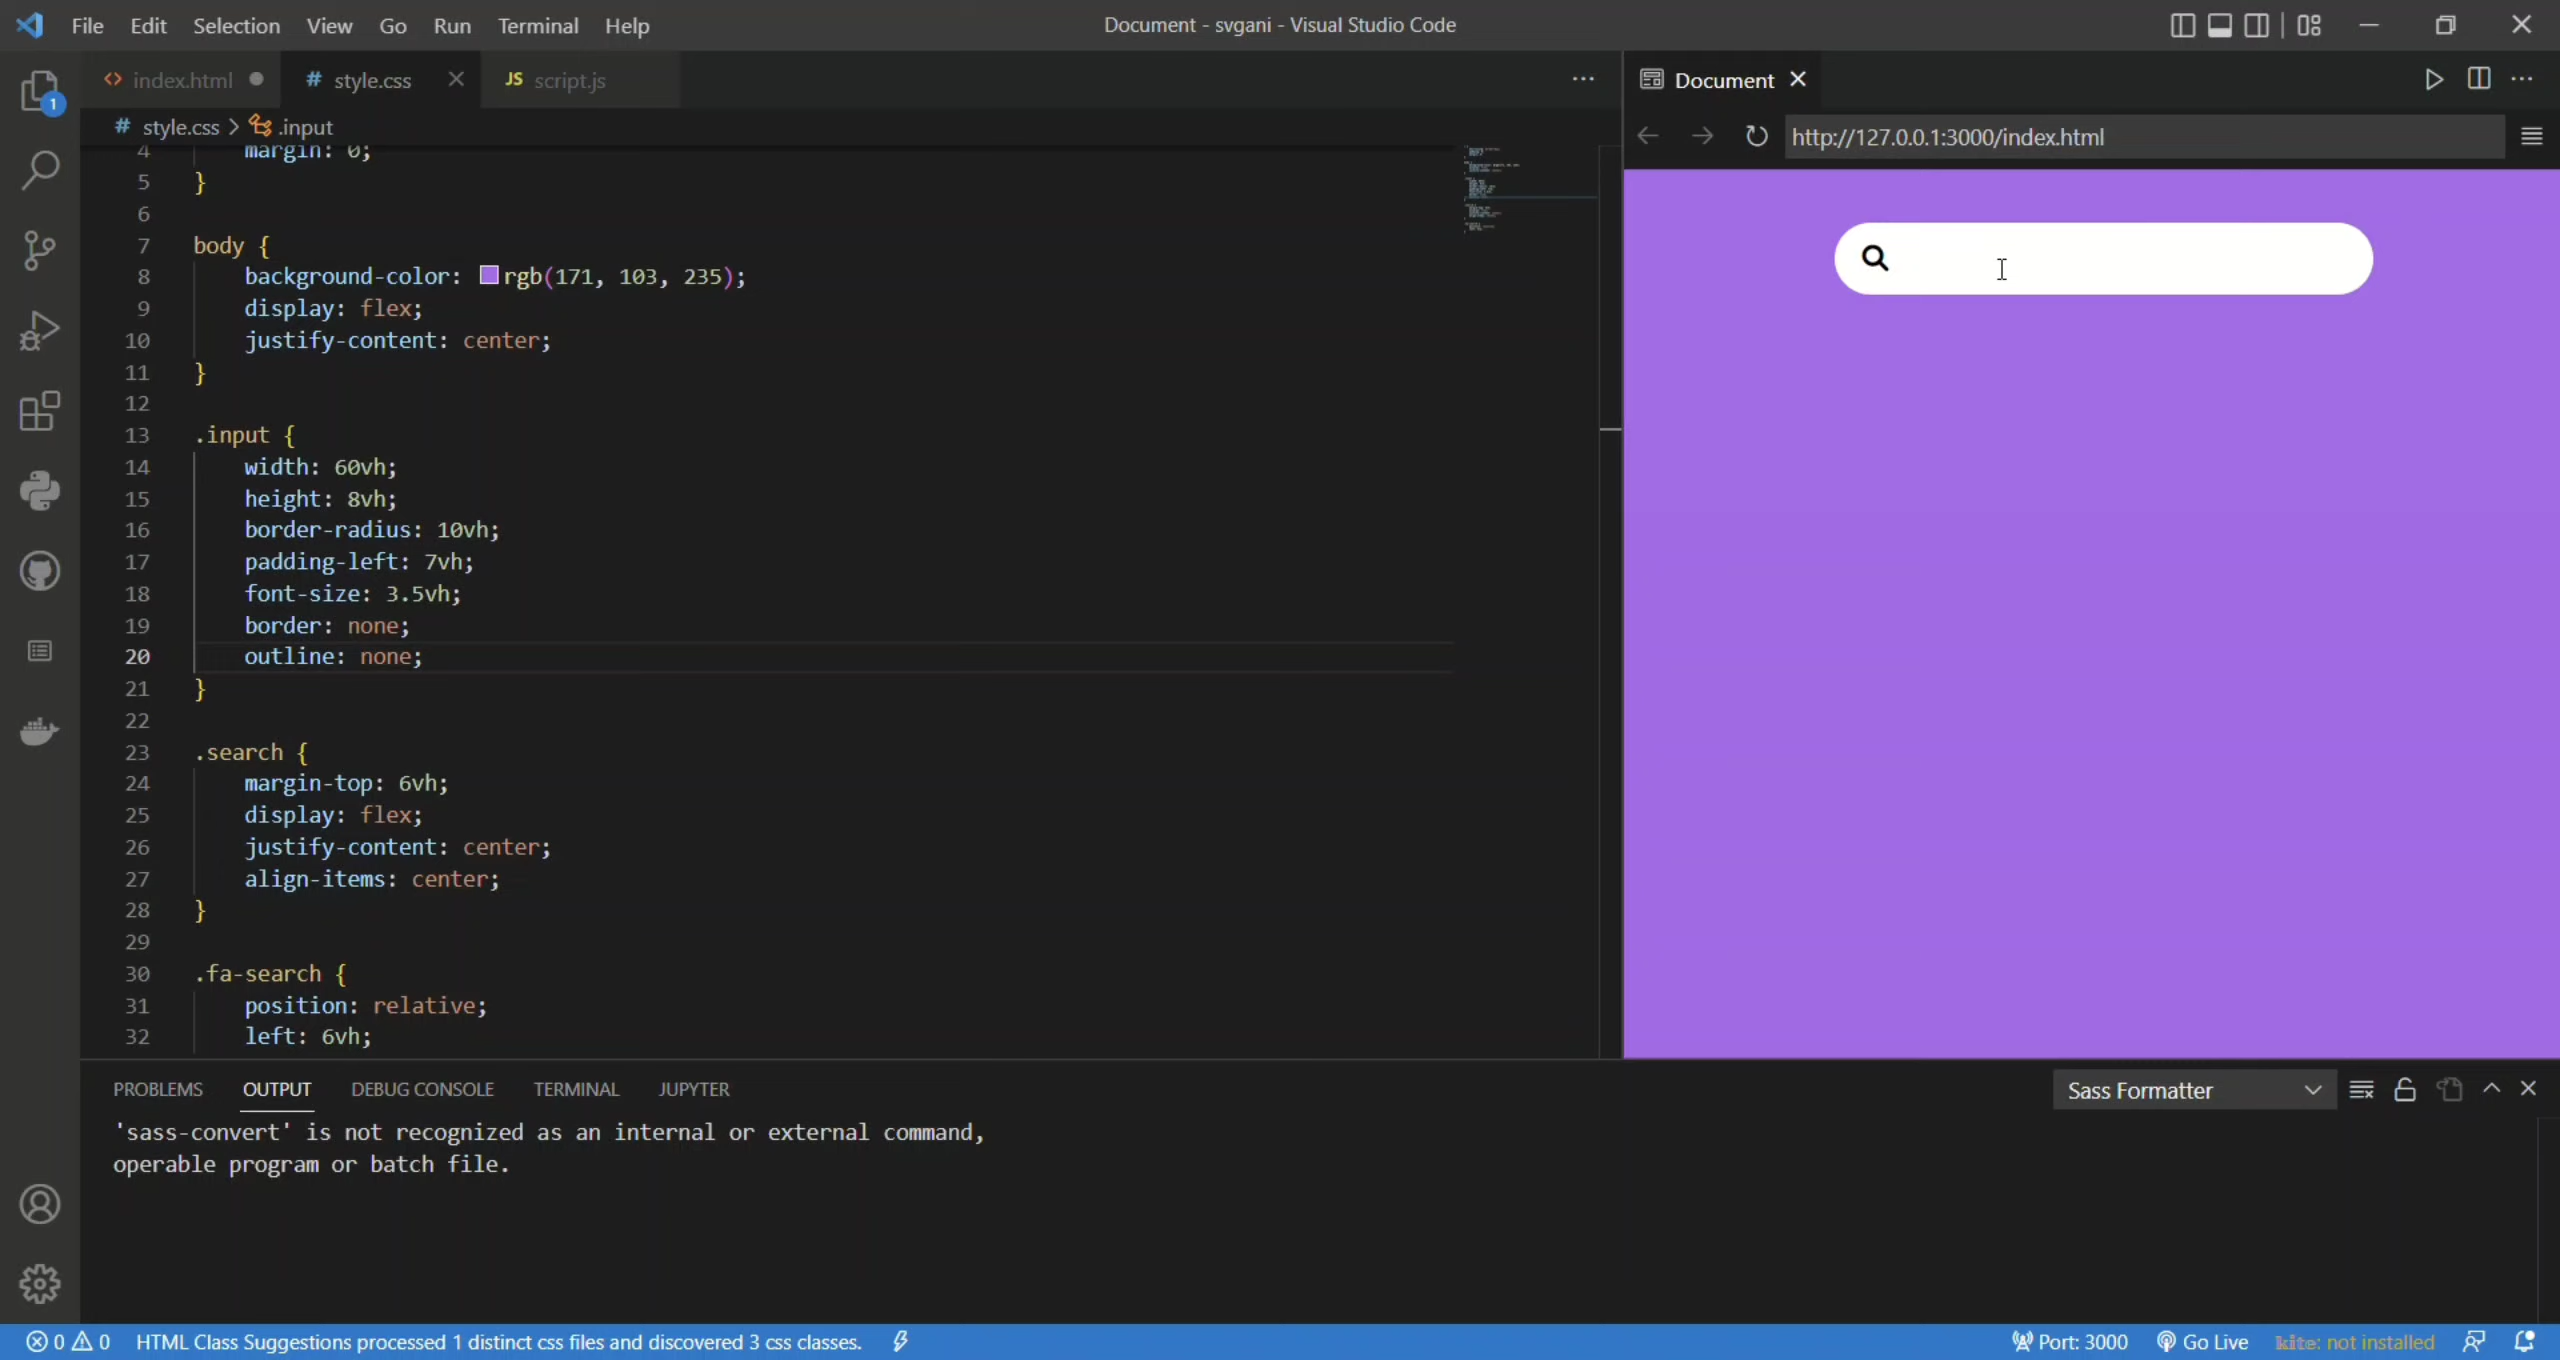 File Edit Selection View Go Run Terminal Help
Document - svgani - Visual Studio Code
index.html
# style.css
JS script.js
Document
1
# style.css > .input
http://127.0.0.1:3000/index.html
4 margin: 0;
5 }
6
7 body {
8 background-color: rgb(171, 103, 235);
9 display: flex;
10 justify-content: center;
11 }
12
13 .input {
14 width: 60vh;
15 height: 8vh;
16 border-radius: 10vh;
17 padding-left: 7vh;
18 font-size: 3.5vh;
19 border: none;
20 outline: none;
21 }
22
23 .search {
24 margin-top: 6vh;
25 display: flex;
26 justify-content: center;
27 align-items: center;
28 }
29
30 .fa-search {
31 position: relative;
32 left: 6vh;
PROBLEMS OUTPUT DEBUG CONSOLE TERMINAL JUPYTER
Sass Formatter
'sass-convert' is not recognized as an internal or external command,
operable program or batch file.
0 0 HTML Class Suggestions processed 1 distinct css files and discovered 3 css classes.
Port: 3000 Go Live kite: not installed